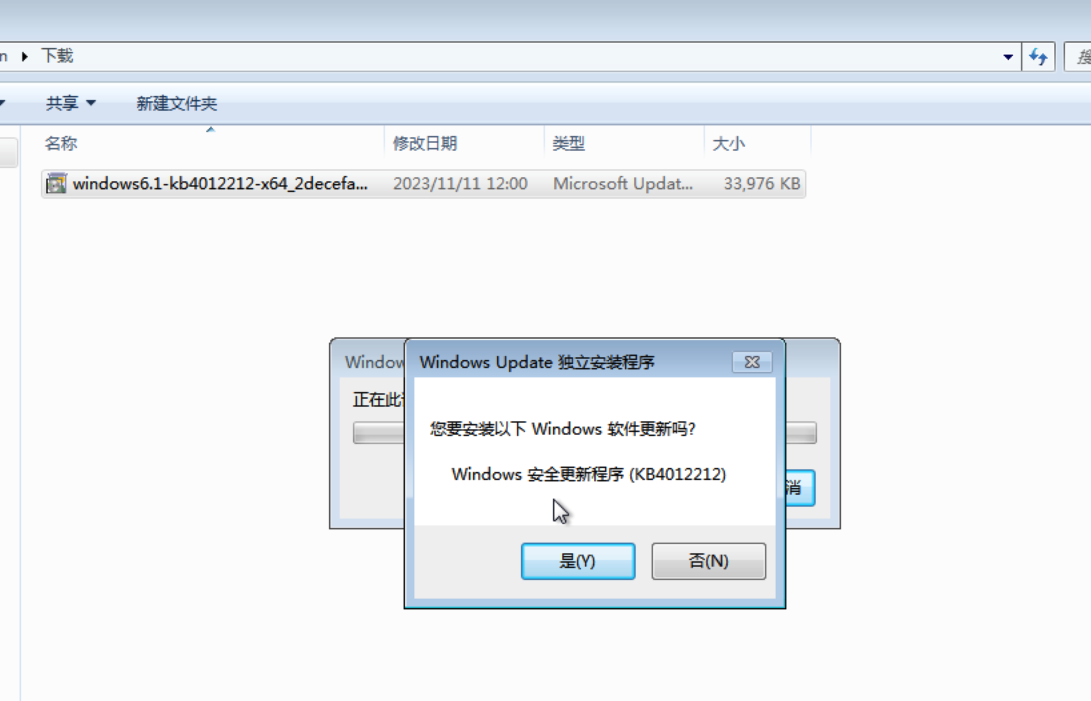 n ▸ 下载
共享 新建文件夹
名称 修改日期 类型 大小
windows6.1-kb4012212-x64_2decefa... 2023/11/11 12:00 Microsoft Updat... 33,976 KB
Windows Update 独立安装程序
您要安装以下 Windows 软件更新吗?
Windows 安全更新程序 (KB4012212)
是(Y) 否(N)
Window
正在此
消